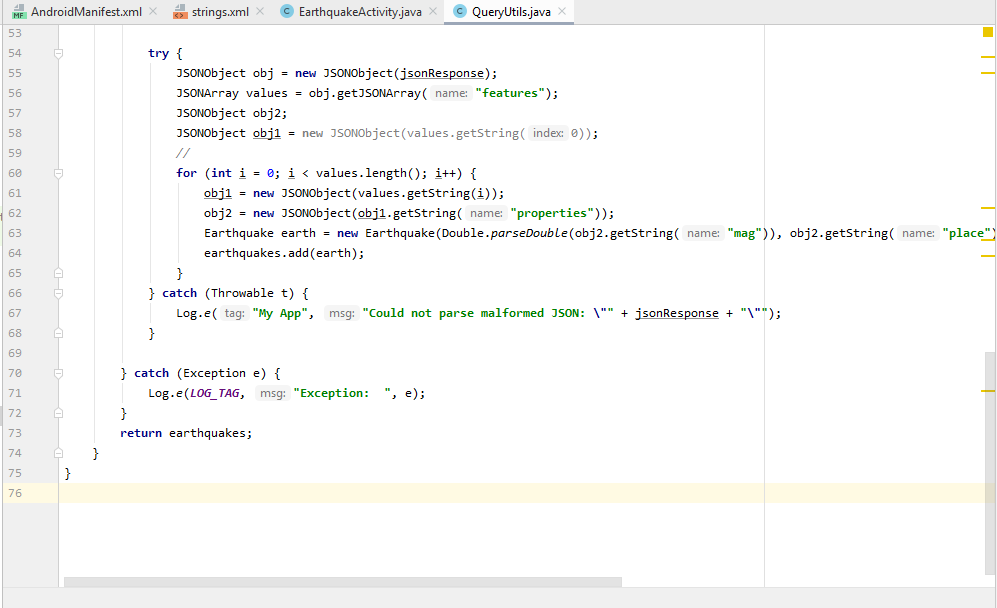 AndroidManifest.xml strings.xml EarthquakeActivity.java QueryUtils.java
53
54 try {
55 JSONObject obj = new JSONObject(jsonResponse);
56 JSONArray values = obj.getJSONArray( name: "features");
57 JSONObject obj2;
58 JSONObject obj1 = new JSONObject(values.getString( index: 0));
59 //
60 for (int i = 0; i < values.length(); i++) {
61 obj1 = new JSONObject(values.getString(i));
62 obj2 = new JSONObject(obj1.getString( name: "properties"));
63 Earthquake earth = new Earthquake(Double.parseDouble(obj2.getString( name: "mag")), obj2.getString( name: "place")
64 earthquakes.add(earth);
65 }
66 } catch (Throwable t) {
67 Log.e( tag: "My App", msg: "Could not parse malformed JSON: \"" + jsonResponse + "\"");
68 }
69
70 } catch (Exception e) {
71 Log.e(LOG_TAG, msg: "Exception:  ", e);
72 }
73 return earthquakes;
74 }
75 }
76